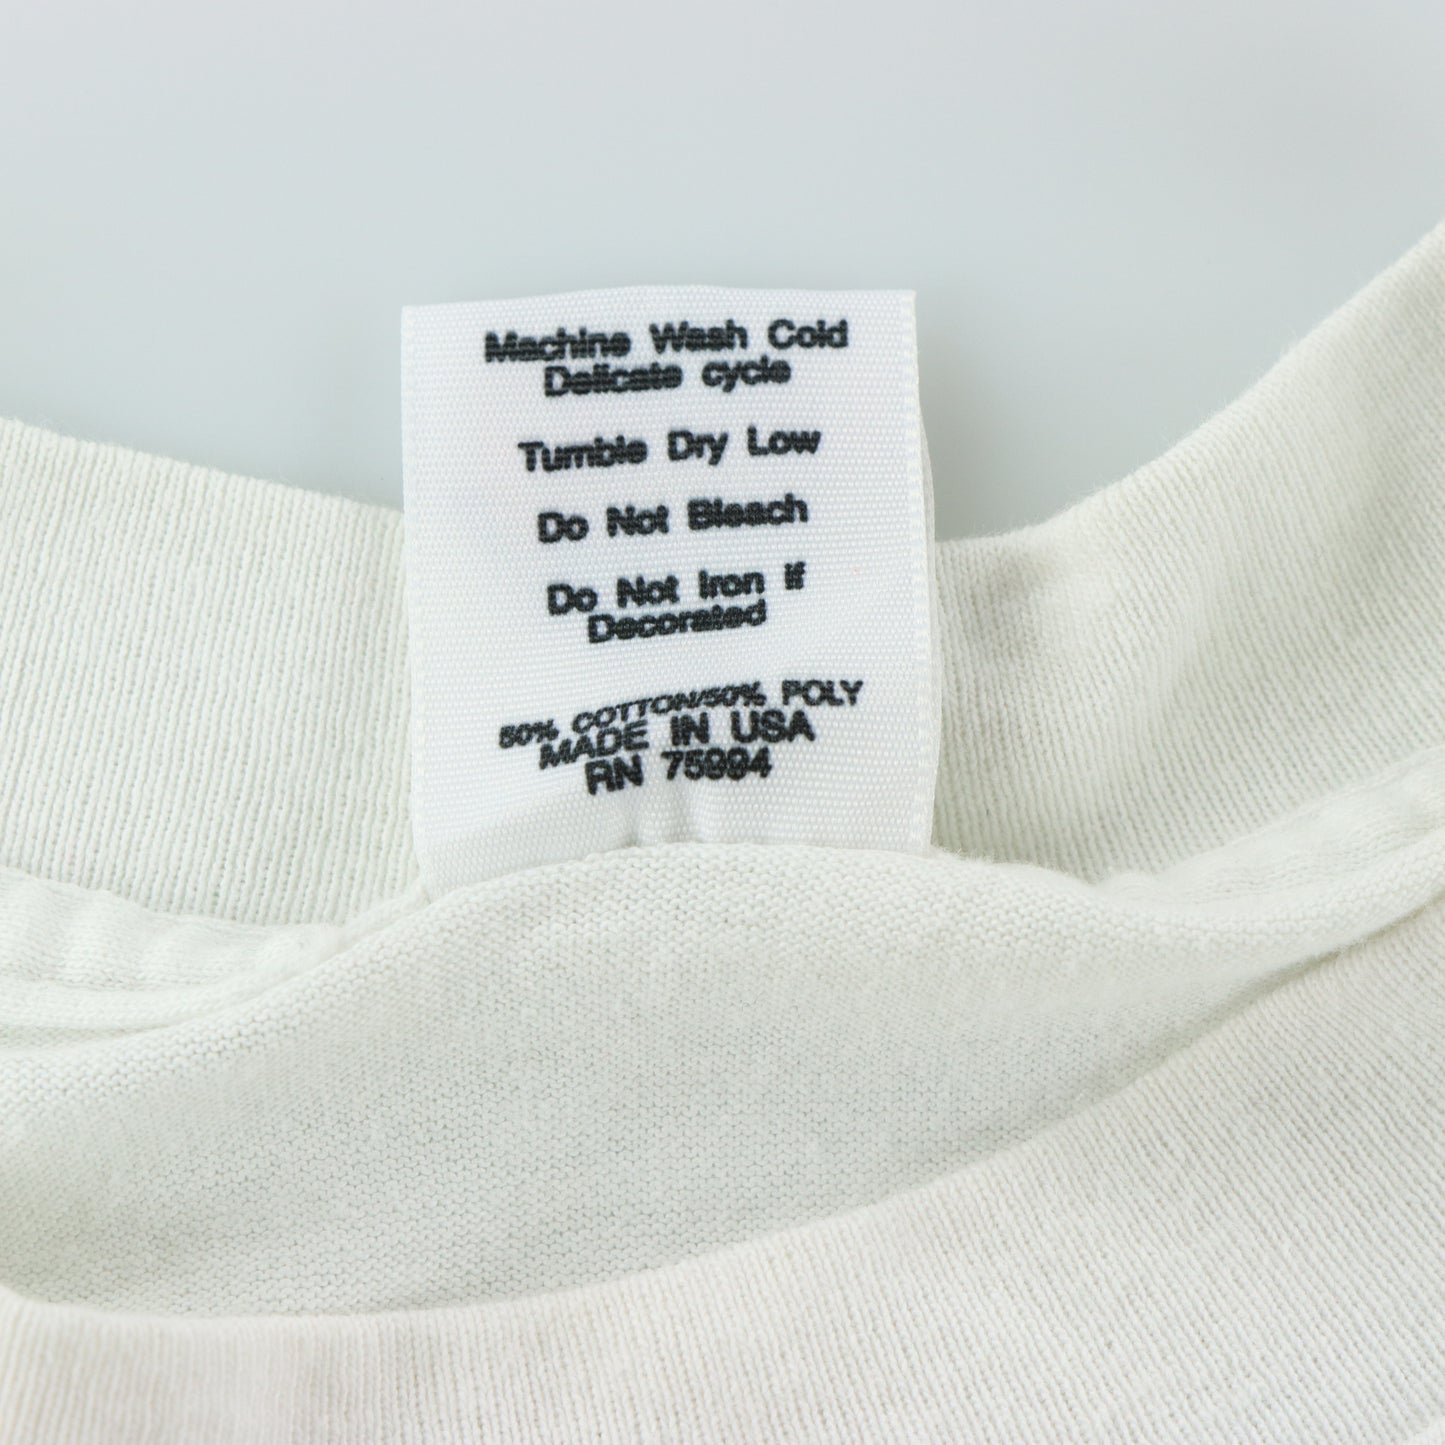 Machine Wash Cold
Delicate cycle
Tumble Dry Low
Do Not Bleach
Do Not Iron If
Decorated
50% COTTON/50% POLY
MADE IN USA
RN 75994